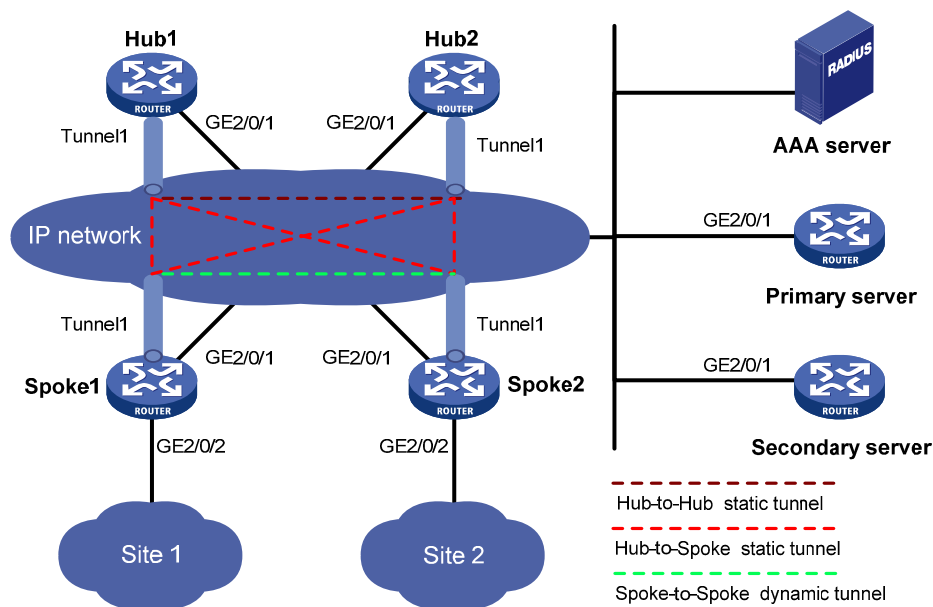 Hub1
Hub2
ROUTER
ROUTER
RADIUS
Tunnel1
GE2/0/1
GE2/0/1
Tunnel1
AAA server
IP network
GE2/0/1
ROUTER
Primary server
Tunnel1
GE2/0/1
GE2/0/1
Tunnel1
GE2/0/1
Spoke1
ROUTER
ROUTER
Spoke2
ROUTER
GE2/0/2
GE2/0/2
Secondary server
Hub-to-Hub static tunnel
Site 1
Site 2
Hub-to-Spoke static tunnel
Spoke-to-Spoke dynamic tunnel